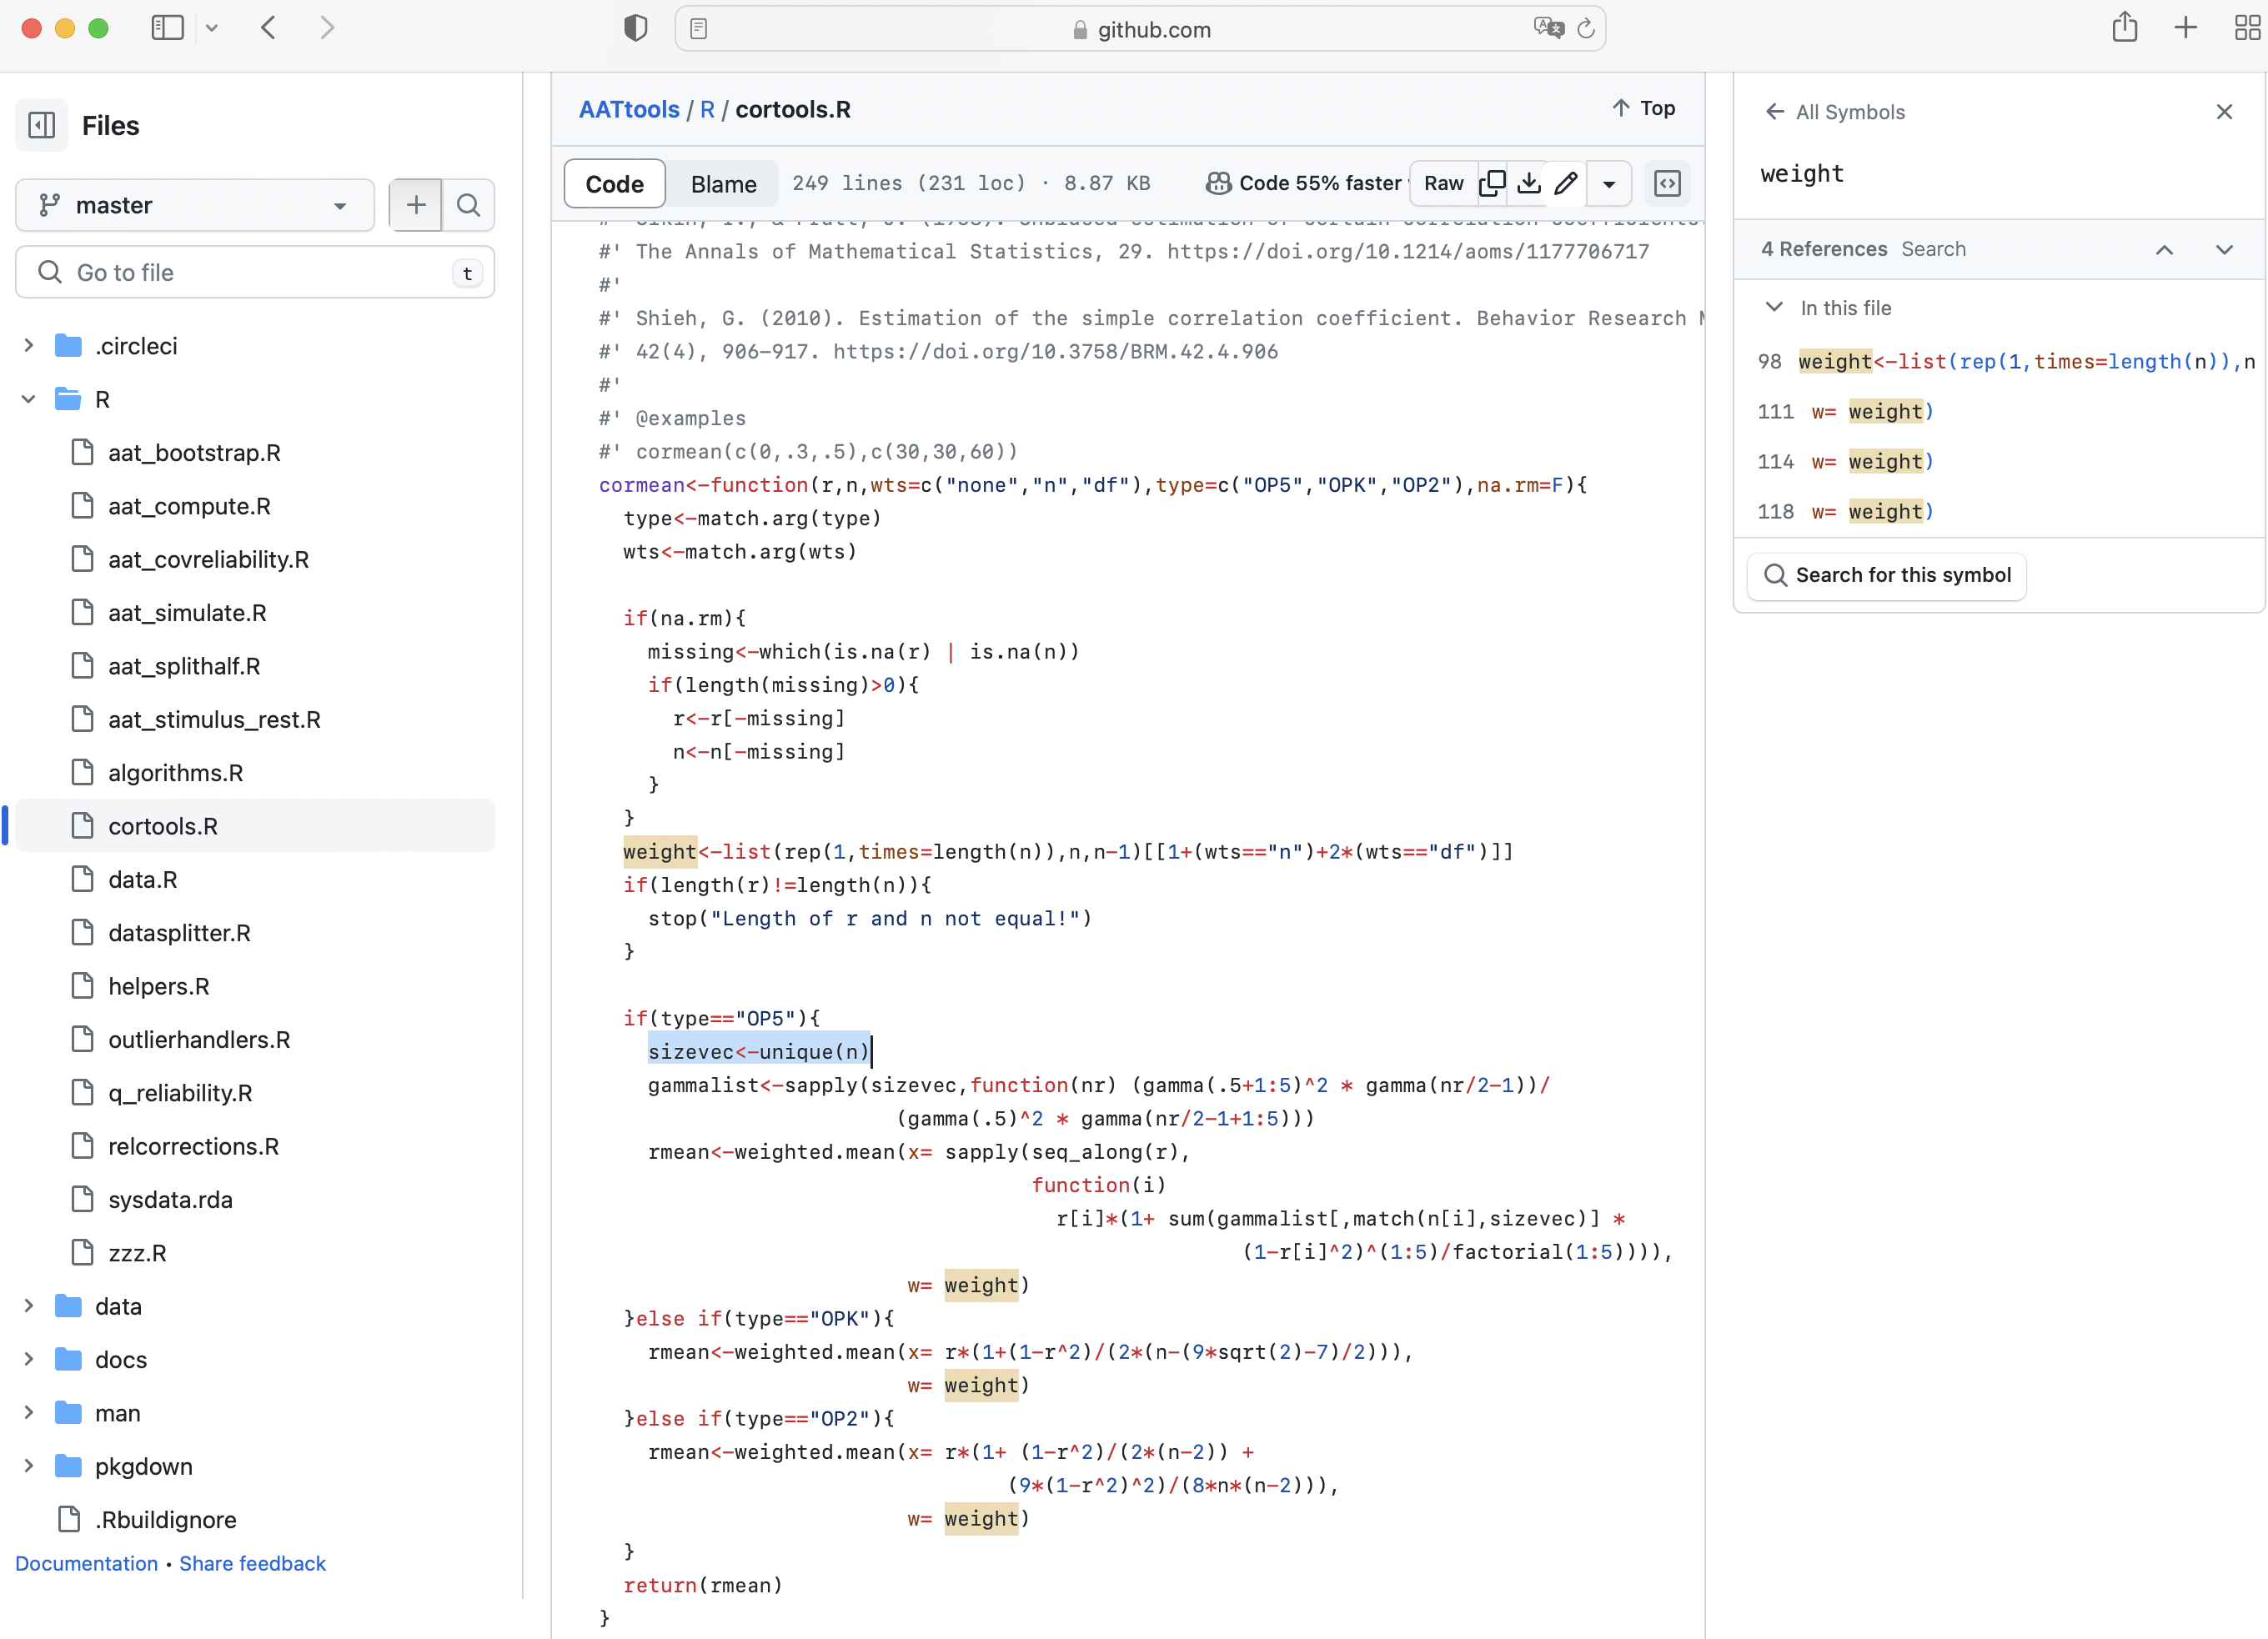 github.com
Files
master
Go to file
t
.circleci
R
aat_bootstrap.R
aat_compute.R
aat_covreliability.R
aat_simulate.R
aat_splithalf.R
aat_stimulus_rest.R
algorithms.R
cortools.R
data.R
datasplitter.R
helpers.R
outlierhandlers.R
q_reliability.R
relcorrections.R
sysdata.rda
zzz.R
data
docs
man
pkgdown
.Rbuildignore
Documentation • Share feedback
AATtools / R / cortools.R
Top
Code Blame 249 lines (231 loc) · 8.87 KB Code 55% faster Raw
#' The Annals of Mathematical Statistics, 29. https://doi.org/10.1214/aoms/1177706717
#'
#' Shieh, G. (2010). Estimation of the simple correlation coefficient. Behavior Research
#' 42(4), 906-917. https://doi.org/10.3758/BRM.42.4.906
#'
#' @examples
#' cormean(c(0,.3,.5),c(30,30,60))
cormean<-function(r,n,wts=c("none","n","df"),type=c("OP5","OPK","OP2"),na.rm=F){
type<-match.arg(type)
wts<-match.arg(wts)
if(na.rm){
missing<-which(is.na(r) | is.na(n))
if(length(missing)>0){
r<-r[-missing]
n<-n[-missing]
}
}
weight<-list(rep(1,times=length(n)),n,n-1)[[1+(wts=="n")+2*(wts=="df")]]
if(length(r)!=length(n)){
stop("Length of r and n not equal!")
}
if(type=="OP5"){
sizevec<-unique(n)
gammalist<-sapply(sizevec,function(nr) (gamma(.5+1:5)^2 * gamma(nr/2-1))/
(gamma(.5)^2 * gamma(nr/2-1+1:5)))
rmean<-weighted.mean(x= sapply(seq_along(r),
function(i)
r[i]*(1+ sum(gammalist[,match(n[i],sizevec)] *
(1-r[i]^2)^(1:5)/factorial(1:5)))),
w= weight)
}else if(type=="OPK"){
rmean<-weighted.mean(x= r*(1+(1-r^2)/(2*(n-(9*sqrt(2)-7)/2))),
w= weight)
}else if(type=="OP2"){
rmean<-weighted.mean(x= r*(1+ (1-r^2)/(2*(n-2)) +
(9*(1-r^2)^2)/(8*n*(n-2))),
w= weight)
}
return(rmean)
}
All Symbols
weight
4 References Search
In this file
98 weight<-list(rep(1,times=length(n)),n
111 w= weight)
114 w= weight)
118 w= weight)
Search for this symbol